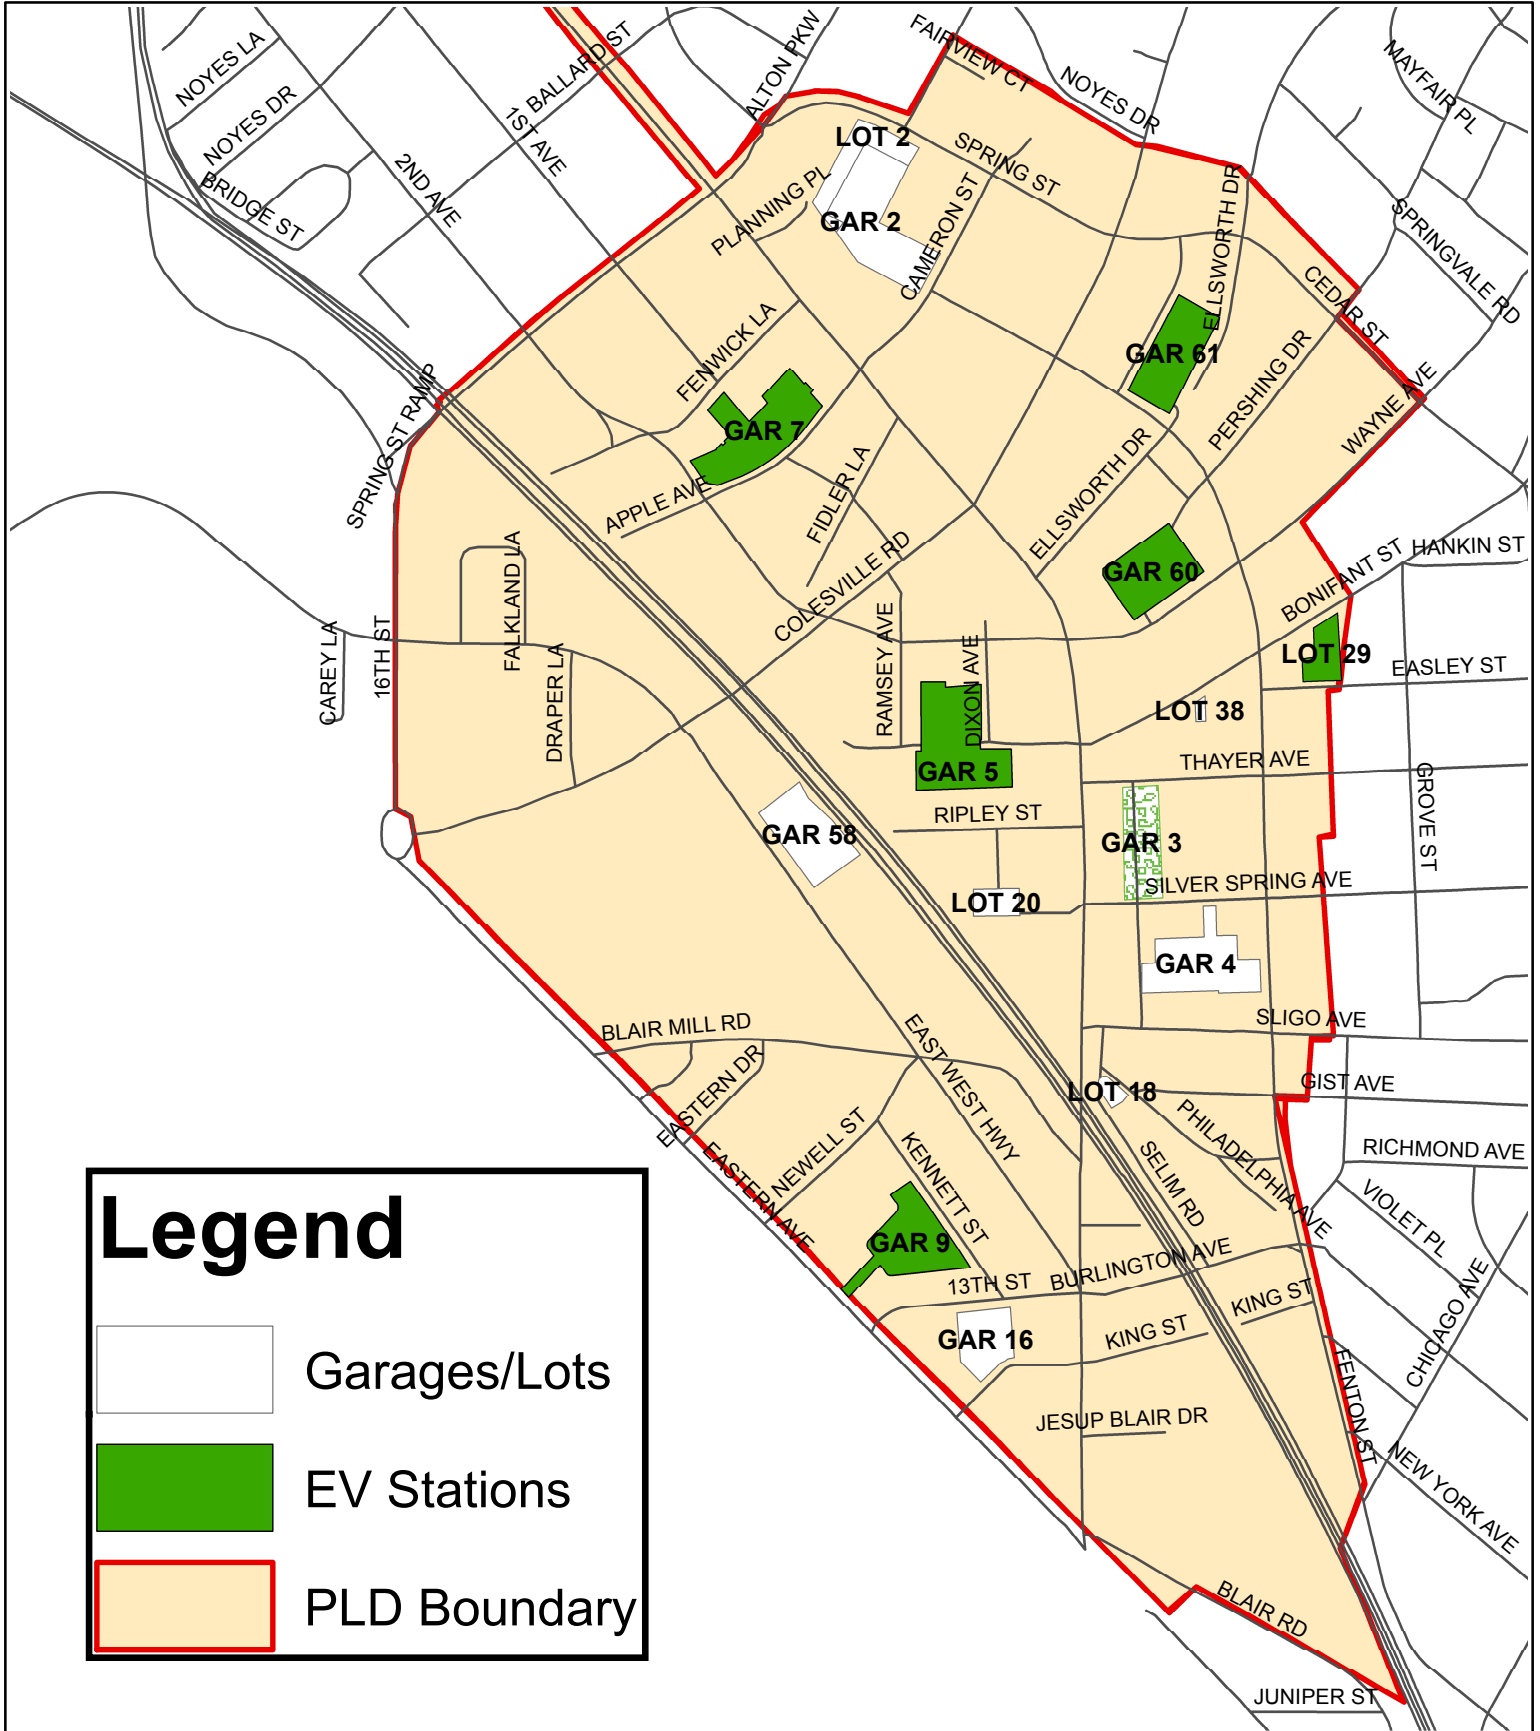 NOYES LA
NOYES DR
BRIDGE ST
2ND AVE
1ST AVE
BALLARD ST
ALTON PKW
FAIRVIEW CT
NOYES DR
MAYFAIR PL
LOT 2
SPRING ST
PLANNING PL
GAR 2
CAMERON ST
ELLSWORTH DR
SPRINGVALE RD
CEDAR ST
FENWICK LA
GAR 61
PERSHING DR
WAYNE AVE
SPRING ST RAMP
GAR 7
APPLE AVE
FIDLER LA
ELLSWORTH DR
COLESVILLE RD
GAR 60
BONIFANT ST
HANKIN ST
FALKLAND LA
CAREY LA
16TH ST
DRAPER LA
RAMSEY AVE
DIXON AVE
LOT 29
EASLEY ST
LOT 38
GAR 5
THAYER AVE
GROVE ST
RIPLEY ST
GAR 58
GAR 3
SILVER SPRING AVE
LOT 20
GAR 4
SLIGO AVE
BLAIR MILL RD
EAST WEST HWY
EASTERN DR
LOT 18
GIST AVE
PHILADELPHIA AVE
RICHMOND AVE
EASTERN AVE
NEWELL ST
KENNETT ST
SELIM RD
VIOLET PL
GAR 9
13TH ST
BURLINGTON AVE
KING ST
KING ST
CHICAGO AVE
GAR 16
FENTON ST
JESUP BLAIR DR
NEW YORK AVE
BLAIR RD
JUNIPER ST
Legend
Garages/Lots
EV Stations
PLD Boundary